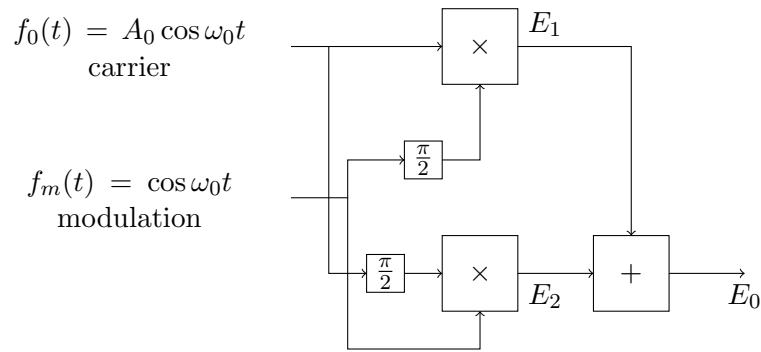 f₀(t) = A₀ cos ω₀t
carrier
×
E₁
π/2
fₘ(t) = cos ω₀t
modulation
π/2
×
E₂
+
E₀